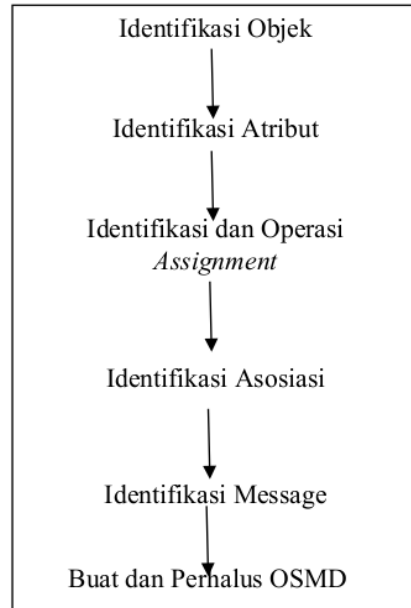 Identifikasi Objek
Identifikasi Atribut
Identifikasi dan Operasi
Assignment
Identifikasi Asosiasi
Identifikasi Message
Buat dan Perhalus OSMD